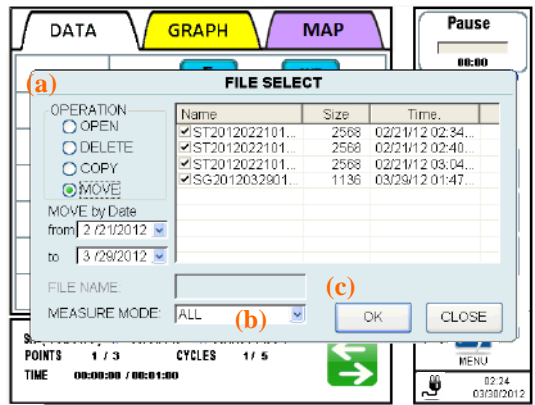 DATA GRAPH MAP Pause
00:00
(a) FILE SELECT
OPERATION
OPEN
DELETE
COPY
MOVE
Name Size Time.
ST2012022101... 2568 02/21/12 02:34...
ST2012022101... 2568 02/21/12 02:40...
ST2012022101... 2568 02/21/12 03:04...
SG2012032901... 1136 03/29/12 01:47...
MOVE by Date
from 2 /21/2012
to 3 /29/2012
FILE NAME:
(c)
MEASURE MODE: ALL (b) OK CLOSE
POINTS 1 / 3 CYCLES 1 / 5
TIME 00:00:00 / 00:01:00
MENU
02:24
03/30/2012